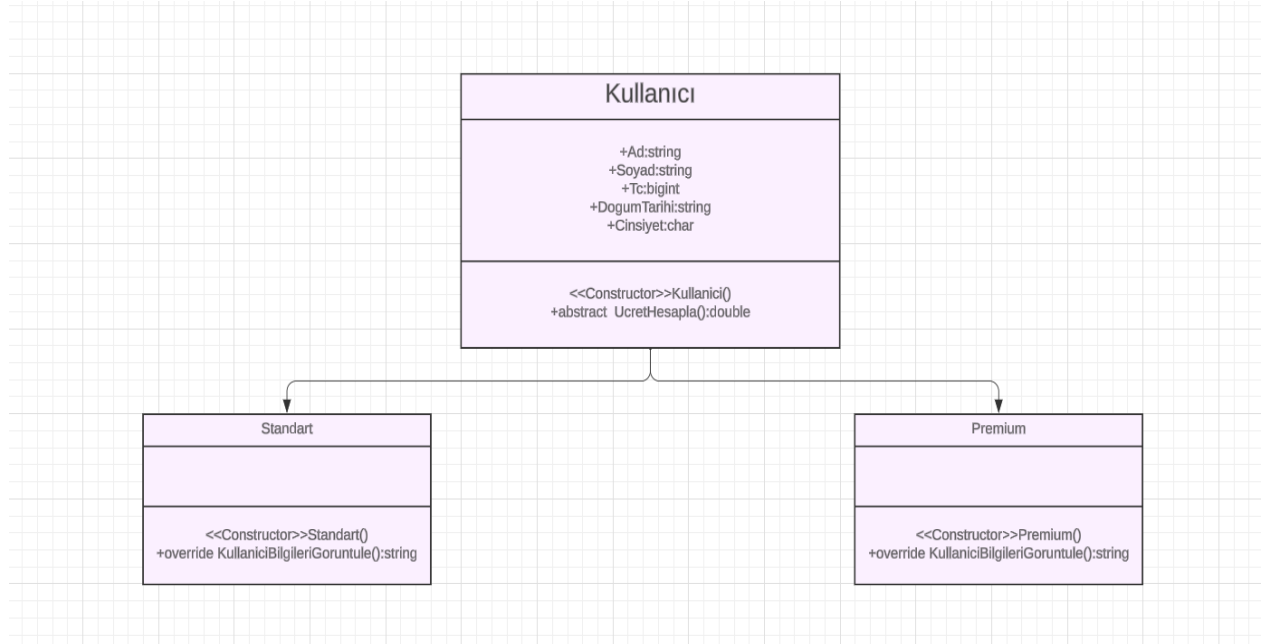 Kullanıcı
+Ad:string
+Soyad:string
+Tc:bigint
+DogumTarihi:string
+Cinsiyet:char
<<Constructor>>Kullanici()
+abstract UcretHesapla():double
Standart
<<Constructor>>Standart()
+override KullaniciBilgileriGoruntule():string
Premium
<<Constructor>>Premium()
+override KullaniciBilgileriGoruntule():string